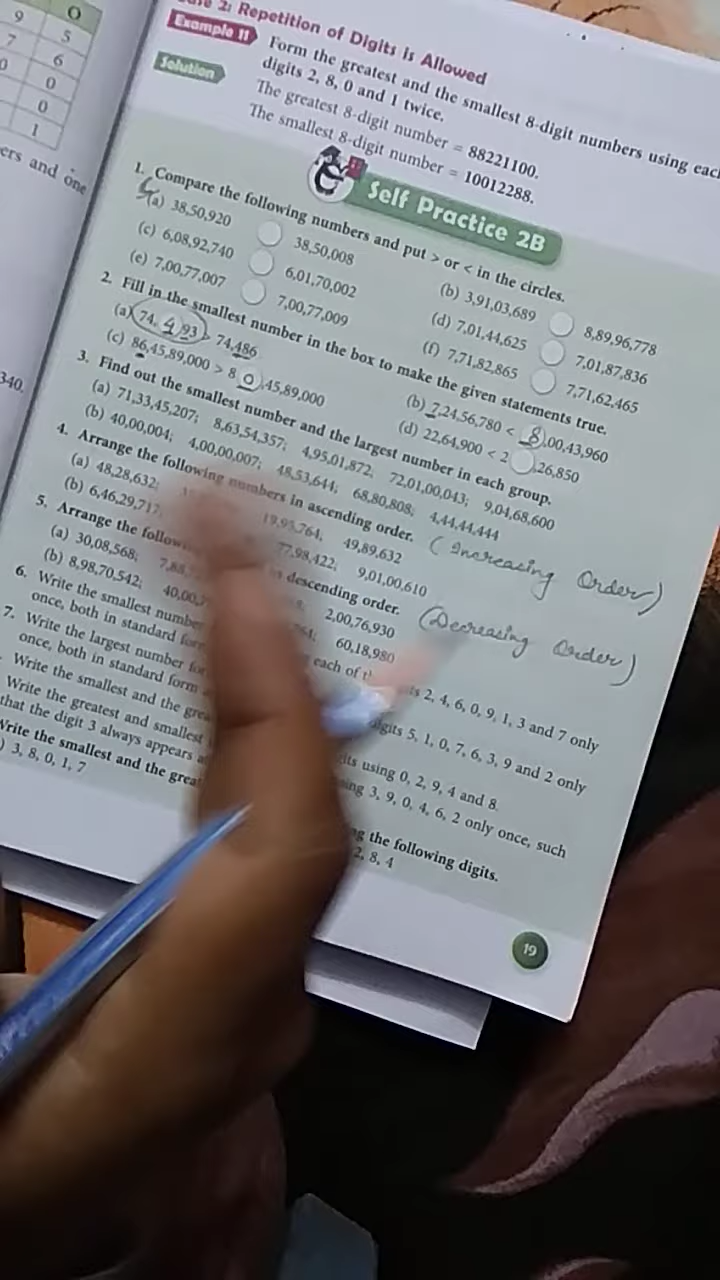 9 O
7 5
0 6
0
0
1
ers and one
340.
2: Repetition of Digits is Allowed
Example 11 Form the greatest and the smallest 8-digit numbers using each
digits 2, 8, 0 and 1 twice.
Solution The greatest 8-digit number = 88221100.
The smallest 8-digit number = 10012288.
Self Practice 2B
1. Compare the following numbers and put > or < in the circles.
(a) 38,50,920 38,50,008 (b) 3,91,03,689 8,89,96,778
(c) 6,08,92,740 6,01,70,002 (d) 7,01,44,625 7,01,87,836
(e) 7,00,77,007 7,00,77,009 (f) 7,71,82,865 7,71,62,465
2. Fill in the smallest number in the box to make the given statements true.
(a) 74, 4 93 > 74,486 (b) 7,24,56,780 < 8,00,43,960
(c) 86,45,89,000 > 8 0 ,45,89,000 (d) 22,64,900 < 2 ,26,850
3. Find out the smallest number and the largest number in each group.
(a) 71,33,45,207; 8,63,54,357; 4,95,01,872; 72,01,00,043; 9,04,68,600
(b) 40,00,004; 4,00,00,007; 48,53,644; 68,80,808; 4,44,44,444
4. Arrange the following numbers in ascending order. (Increasing Order)
(a) 48,28,632; 19,95,764; 49,89,632
(b) 6,46,29,717; 77,98,422; 9,01,00,610
5. Arrange the following descending order. (Decreasing Order)
(a) 30,08,568; 2,00,76,930
(b) 8,98,70,542; 40,00, 60,18,980
6. Write the smallest number each of 2, 4, 6, 0, 9, 1, 3 and 7 only
once, both in standard form
7. Write the largest number digits 5, 1, 0, 7, 6, 3, 9 and 2 only
once, both in standard form
Write the smallest and the using 0, 2, 9, 4 and 8.
Write the greatest and smallest 3, 9, 0, 4, 6, 2 only once, such
that the digit 3 always appears
Write the smallest and the the following digits.
) 3, 8, 0, 1, 7 2, 8, 4
19